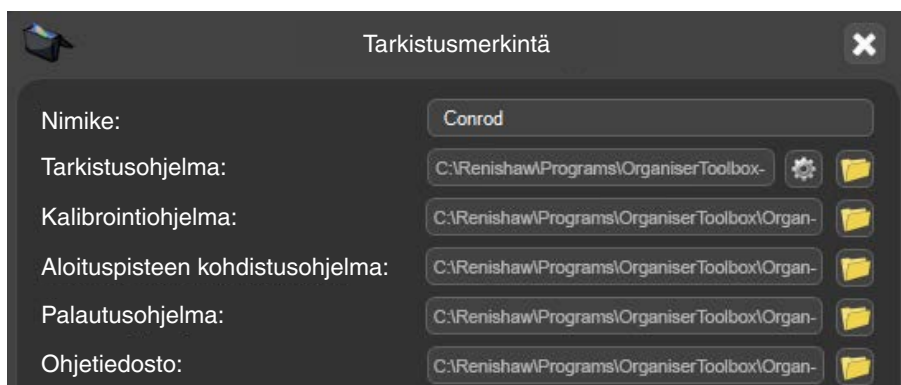 Tarkistusmerkintä
Nimike: Conrod
Tarkistusohjelma: C:\Renishaw\Programs\OrganiserToolbox-
Kalibrointiohjelma: C:\Renishaw\Programs\OrganiserToolbox\Organ-
Aloituspisteen kohdistusohjelma: C:\Renishaw\Programs\OrganiserToolbox\Organ-
Palautusohjelma: C:\Renishaw\Programs\OrganiserToolbox\Organ-
Ohjetiedosto: C:\Renishaw\Programs\OrganiserToolbox\Organ-